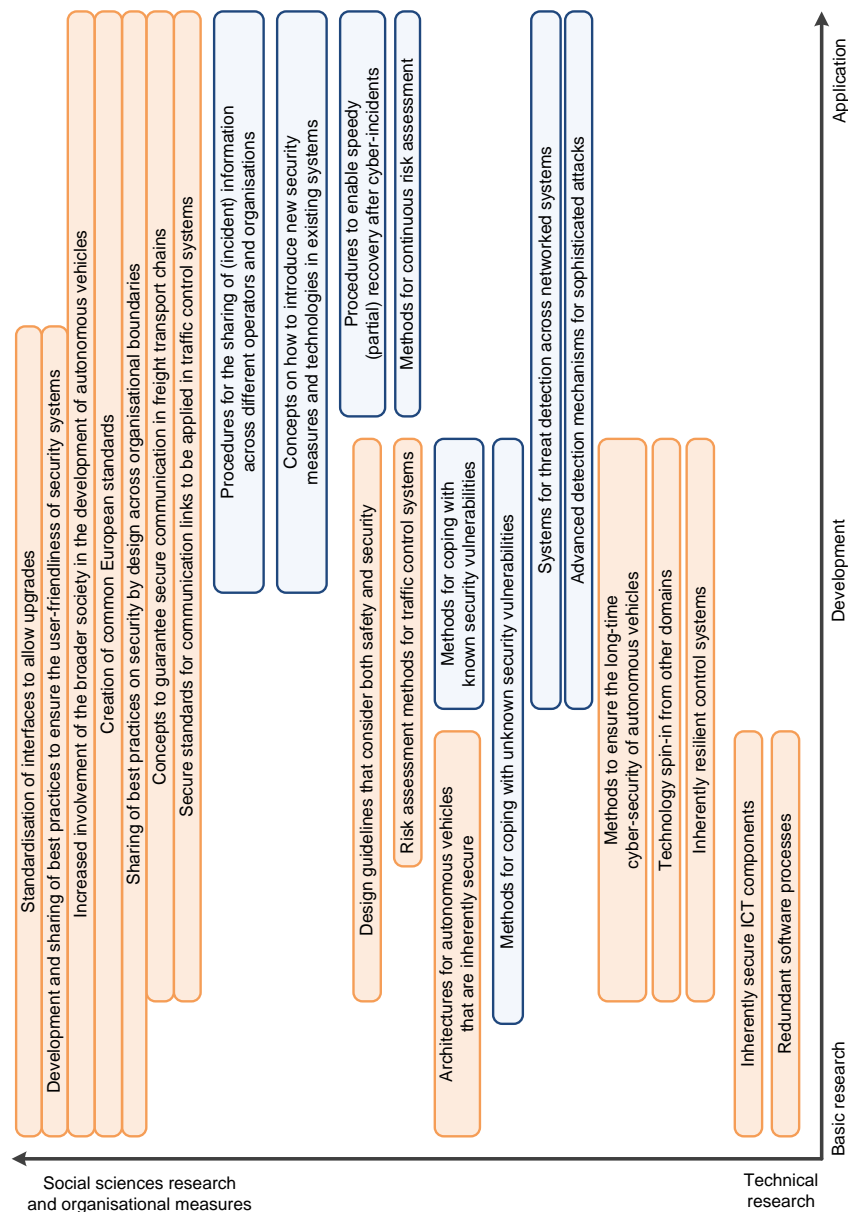 Standardisation of interfaces to allow upgrades
Development and sharing of best practices to ensure the user-friendliness of security systems
Increased involvement of the broader society in the development of autonomous vehicles
Creation of common European standards
Sharing of best practices on security by design across organisational boundaries
Concepts to guarantee secure communication in freight transport chains
Secure standards for communication links to be applied in traffic control systems
Procedures for the sharing of (incident) information
across different operators and organisations
Concepts on how to introduce new security
measures and technologies in existing systems
Procedures to enable speedy
(partial) recovery after cyber-incidents
Methods for continuous risk assessment
Design guidelines that consider both safety and security
Risk assessment methods for traffic control systems
Methods for coping with
known security vulnerabilities
Architectures for autonomous vehicles
that are inherently secure
Methods for coping with unknown security vulnerabilities
Systems for threat detection across networked systems
Advanced detection mechanisms for sophisticated attacks
Methods to ensure the long-time
cyber-security of autonomous vehicles
Technology spin-in from other domains
Inherently resilient control systems
Inherently secure ICT components
Redundant software processes
Basic research
Development
Application
Social sciences research
and organisational measures
Technical
research